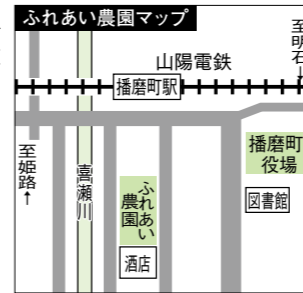 ふれあい農園マップ
至明石→
山陽電鉄
播磨町駅
至姫路←
喜瀬川
ふれあい
農園
酒店
播磨町
役場
図書館